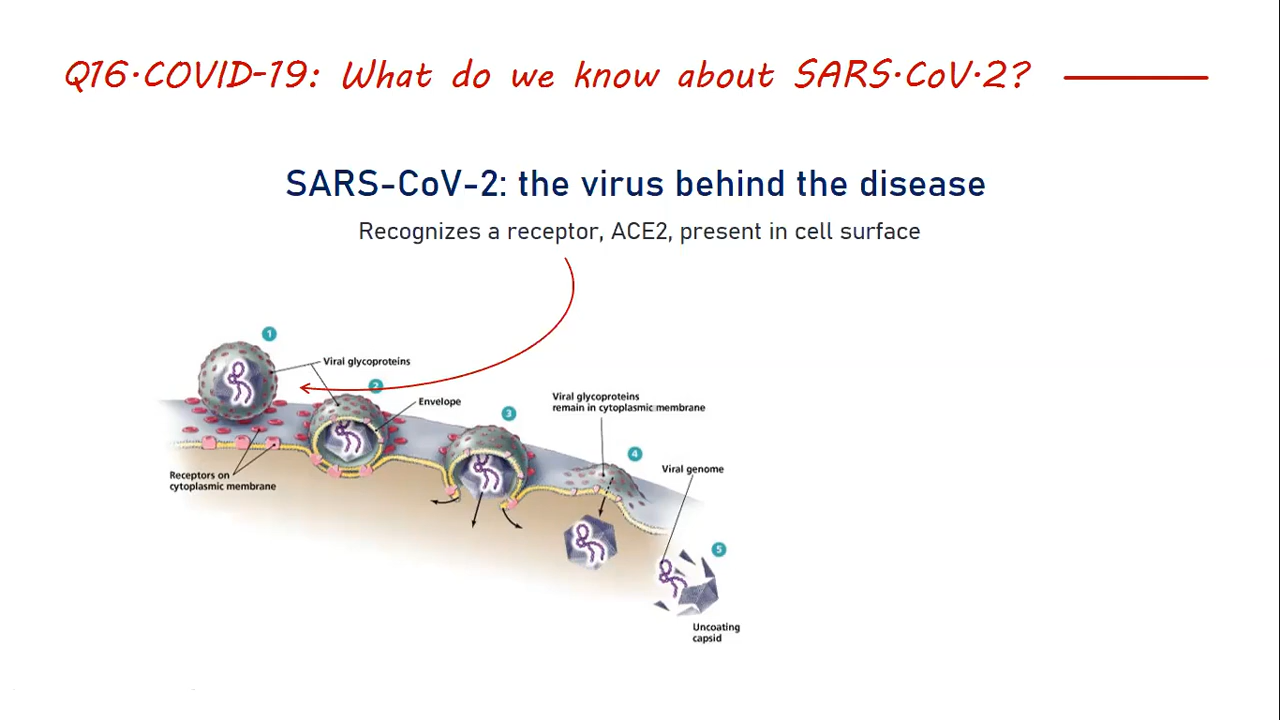 Q16·COVID-19: What do we know about SARS·CoV·2?
SARS-CoV-2: the virus behind the disease
Recognizes a receptor, ACE2, present in cell surface
1
Viral glycoproteins
2
Envelope
3
Viral glycoproteins
remain in cytoplasmic membrane
4
Viral genome
Receptors on
cytoplasmic membrane
5
Uncoating
capsid